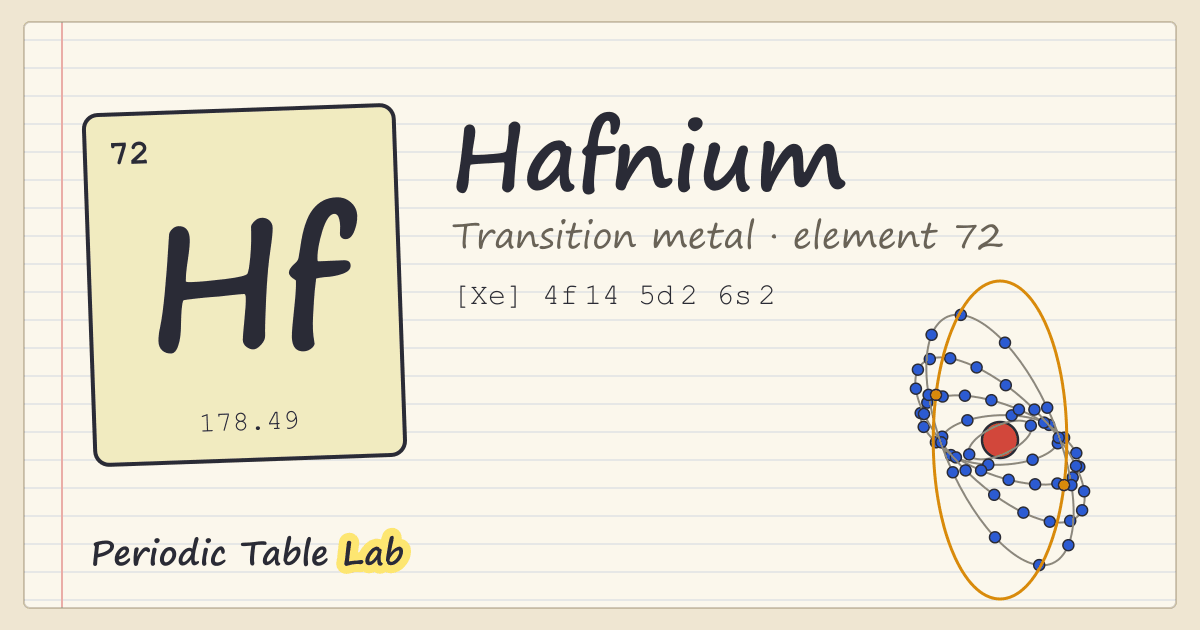 72
Hf
178.49
Hafnium
Transition metal · element 72
[Xe] 4f14 5d2 6s2
Periodic Table Lab